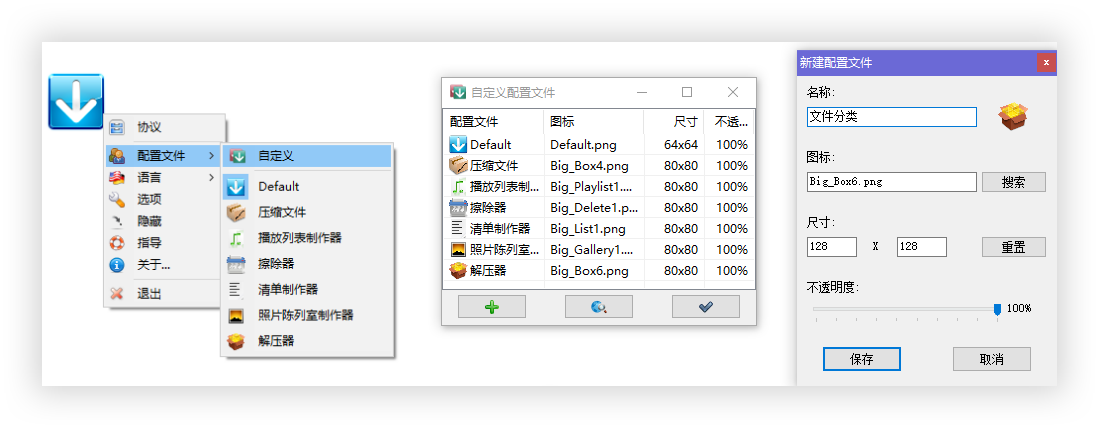 协议
配置文件
语言
选项
隐藏
指导
关于...
退出
自定义
Default
压缩文件
播放列表制作器
擦除器
清单制作器
照片陈列室制作器
解压器
自定义配置文件
配置文件 图标 尺寸 不透...
Default Default.png 64x64 100%
压缩文件 Big_Box4.png 80x80 100%
播放列表制... Big_Playlist1.... 80x80 100%
擦除器 Big_Delete1.p... 80x80 100%
清单制作器 Big_List1.png 80x80 100%
照片陈列室... Big_Gallery1.... 80x80 100%
解压器 Big_Box6.png 80x80 100%
新建配置文件
名称:
文件分类
图标:
Big_Box6.png 搜索
尺寸:
128 X 128 重置
不透明度:
100%
保存 取消